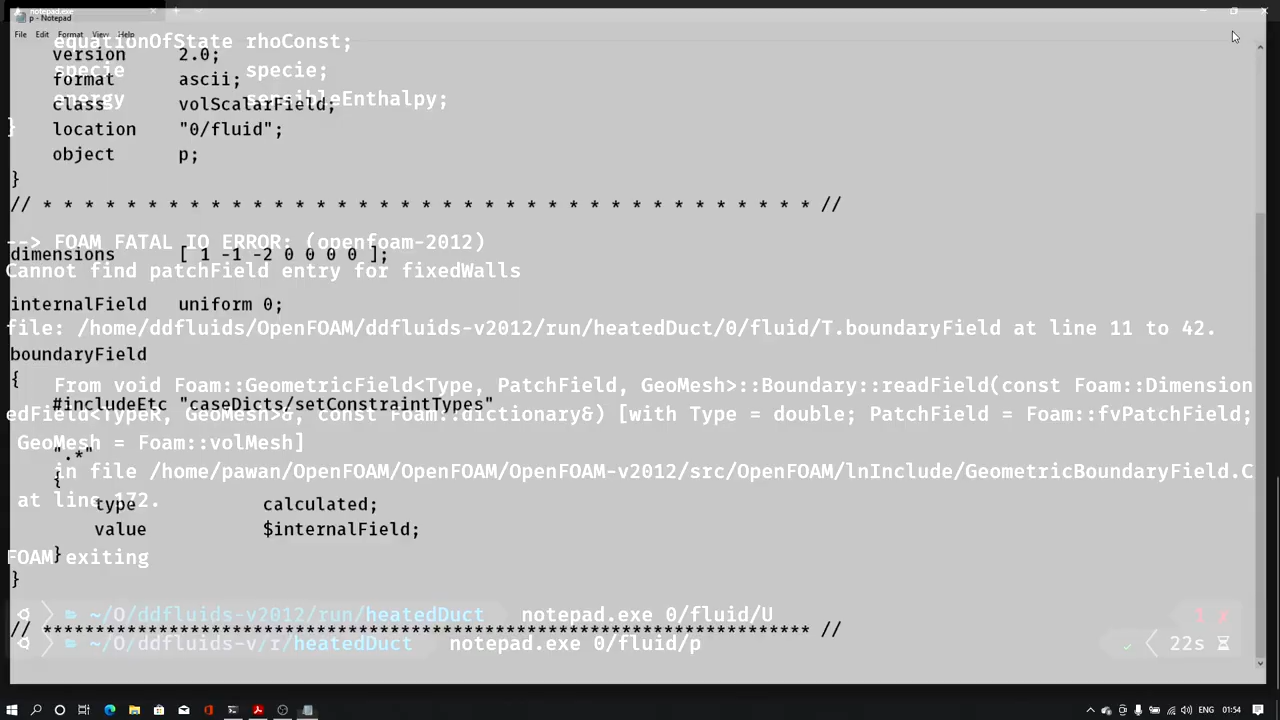 notepad.exe
p - Notepad
File Edit Format View Help
equationOfState rhoConst;
version 2.0;
specie specie;
format ascii;
energy sensibleEnthalpy;
class volScalarField;
}
location "0/fluid";
object p;
}
// * * * * * * * * * * * * * * * * * * * * * * * * * * * * * * * * * * * * * //
--> FOAM FATAL IO ERROR: (openfoam-2012)
dimensions [ 1 -1 -2 0 0 0 0 ];
Cannot find patchField entry for fixedWalls
internalField uniform 0;
file: /home/ddfluids/OpenFOAM/ddfluids-v2012/run/heatedDuct/0/fluid/T.boundaryField at line 11 to 42.
boundaryField
{
From void Foam::GeometricField<Type, PatchField, GeoMesh>::Boundary::readField(const Foam::Dimension
#includeEtc "caseDicts/setConstraintTypes"
edField<TypeR, GeoMesh>&, const Foam::dictionary&) [with Type = double; PatchField = Foam::fvPatchField;
GeoMesh = Foam::volMesh]
".*"
in file /home/pawan/OpenFOAM/OpenFOAM/OpenFOAM-v2012/src/OpenFOAM/lnInclude/GeometricBoundaryField.C
{
at line 172.
type calculated;
value $internalField;
}
FOAM exiting
}
~/O/ddfluids-v2012/run/heatedDuct notepad.exe 0/fluid/U 1 x
// ************************************************************************* //
~/O/ddfluids-v/r/heatedDuct notepad.exe 0/fluid/p 22s
ENG 01:54